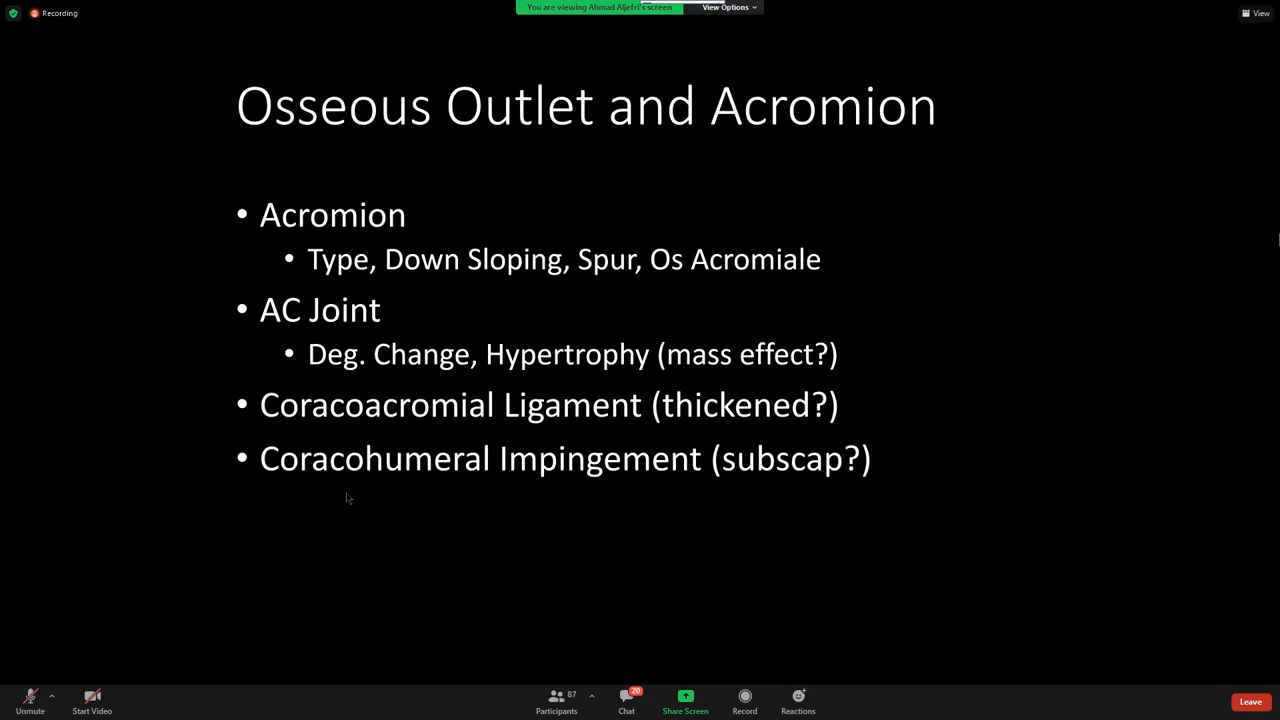 Recording
You are viewing Ahmad Aljefri's screen
View Options
View
Osseous Outlet and Acromion
• Acromion
• Type, Down Sloping, Spur, Os Acromiale
• AC Joint
• Deg. Change, Hypertrophy (mass effect?)
• Coracoacromial Ligament (thickened?)
• Coracohumeral Impingement (subscap?)
Unmute
Start Video
Participants
87
Chat
20
Share Screen
Record
Reactions
Leave